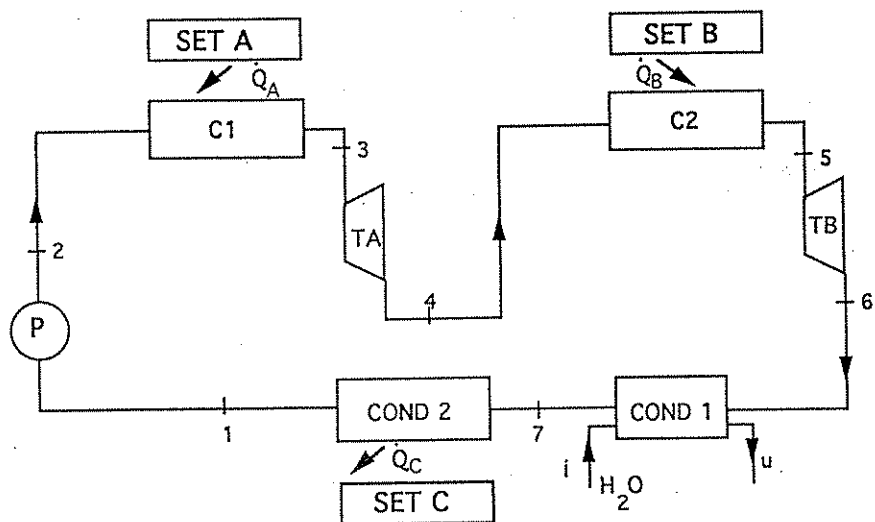 SET A
SET B
Q̇A
Q̇B
C1
C2
3
5
TA
TB
2
4
6
P
COND 2
COND 1
1
7
Q̇C
i
H2O
u
SET C